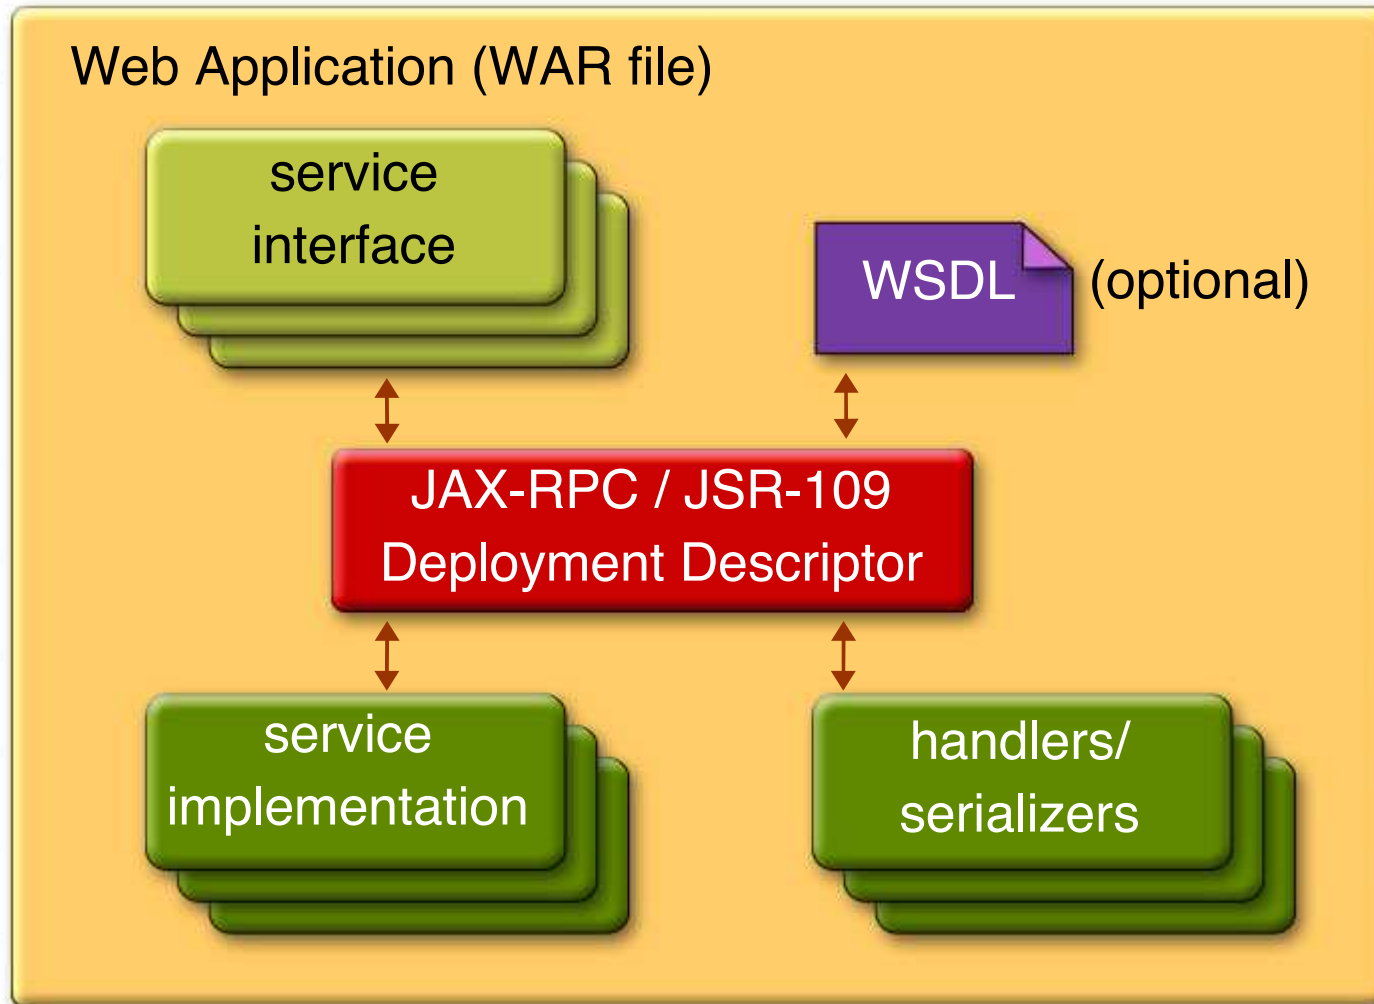 Web Application (WAR file)
service
interface
WSDL
(optional)
JAX-RPC / JSR-109
Deployment Descriptor
service
implementation
handlers/
serializers